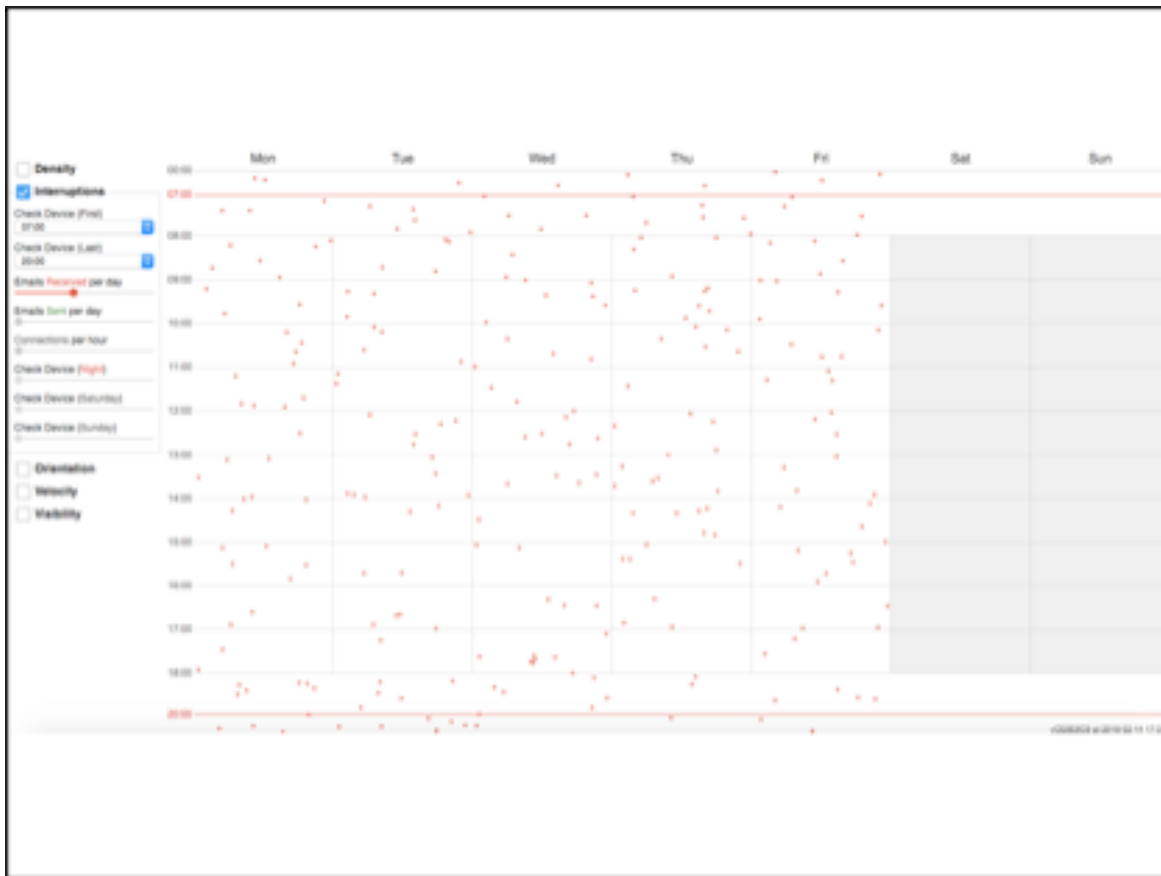 Mon Tue Wed Thu Fri Sat Sun
Density
Interruptions
Check Device (First)
07:00
Check Device (Last)
20:00
Emails Received per day
Emails Sent per day
Connections per hour
Check Device (Night)
Check Device (Saturday)
Check Device (Sunday)
Orientation
Velocity
Visibility
07:00
08:00
09:00
10:00
11:00
12:00
13:00
14:00
15:00
16:00
17:00
18:00
20:00